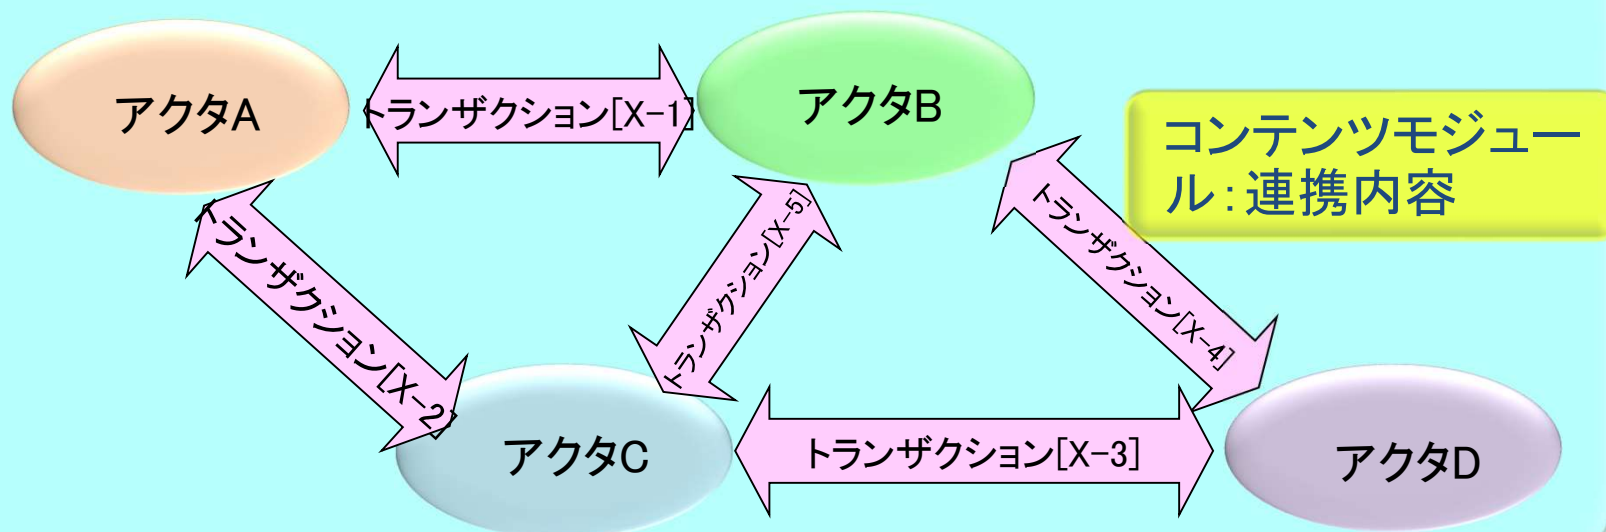 アクタA
トランザクション[X-1]
アクタB
コンテンツモジュー
ル：連携内容
トランザクション[X-2]
トランザクション[X-5]
トランザクション[X-4]
アクタC
トランザクション[X-3]
アクタD